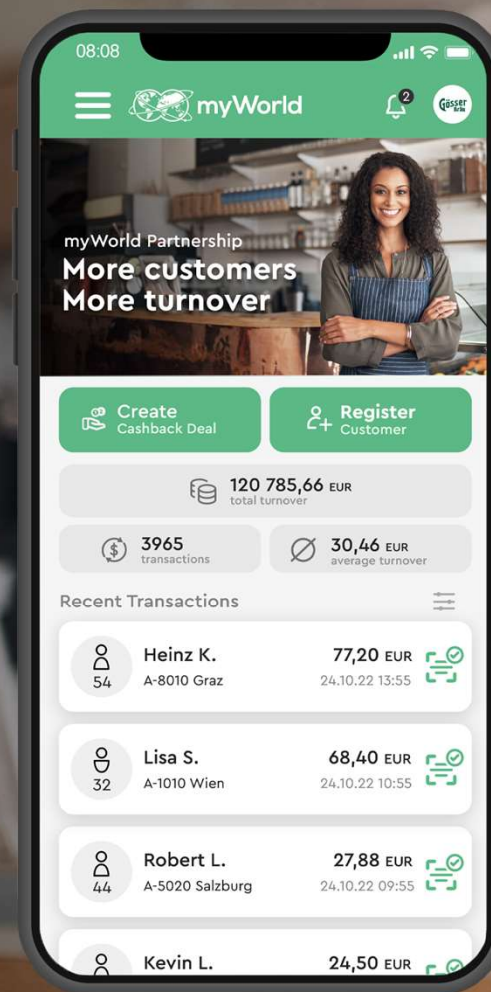 08:08
myWorld
2
Gösser
Bräu
myWorld Partnership
More customers
More turnover
Create
Cashback Deal
Register
Customer
120 785,66 EUR
total turnover
3965
transactions
30,46 EUR
average turnover
Recent Transactions
Heinz K.
77,20 EUR
54
A-8010 Graz
24.10.22 13:55
Lisa S.
68,40 EUR
32
A-1010 Wien
24.10.22 10:55
Robert L.
27,88 EUR
44
A-5020 Salzburg
24.10.22 09:55
Kevin L.
24,50 EUR